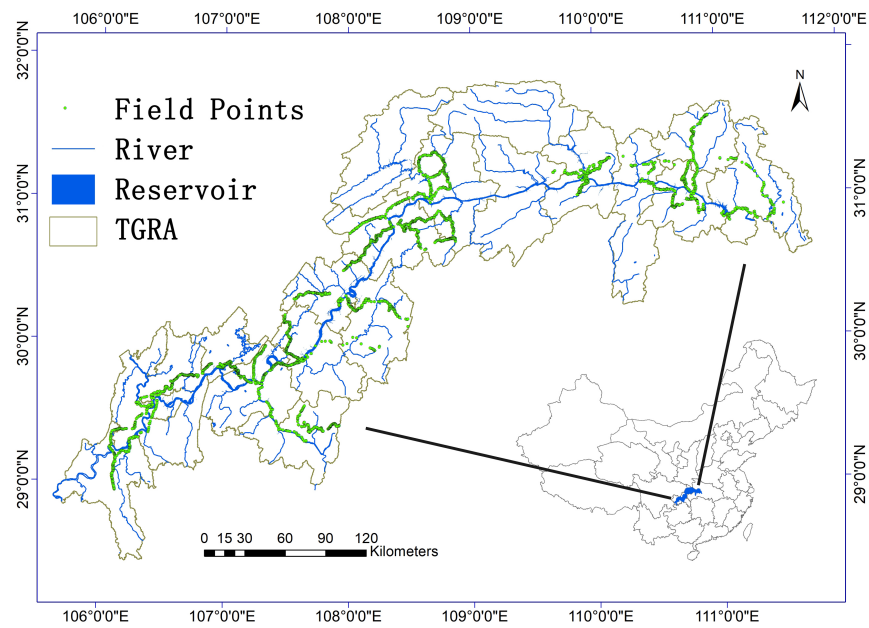 106°0'0"E 107°0'0"E 108°0'0"E 109°0'0"E 110°0'0"E 111°0'0"E 112°0'0"E
32°0'0"N
31°0'0"N
30°0'0"N
29°0'0"N
Field Points
River
Reservoir
TGRA
N
31°0'0"N
30°0'0"N
29°0'0"N
0 15 30 60 90 120
Kilometers
106°0'0"E 107°0'0"E 108°0'0"E 109°0'0"E 110°0'0"E 111°0'0"E